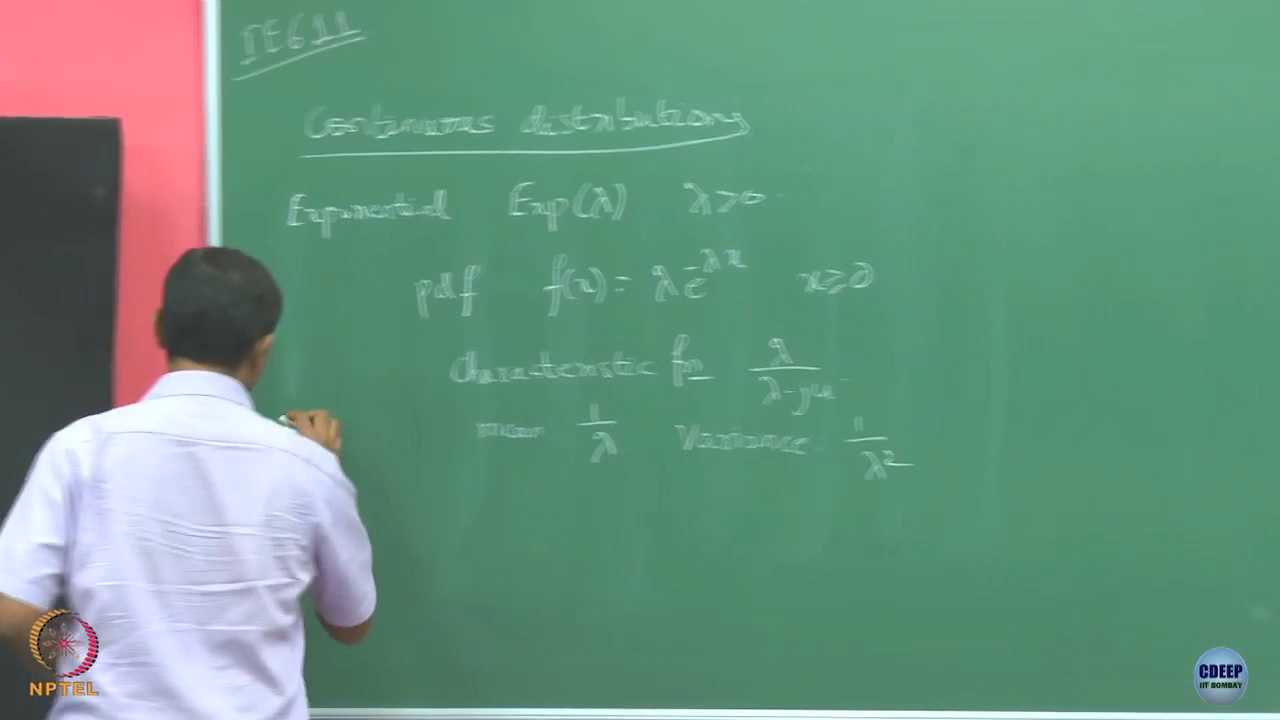 IE611
Continuous distributions
Exponential Exp(λ) λ>0
pdf f(x) = λe^{-λx} x≥0
Characteristic fn λ/(λ-ju)
mean 1/λ Variance 1/λ²
NPTEL
CDEEP
IIT BOMBAY